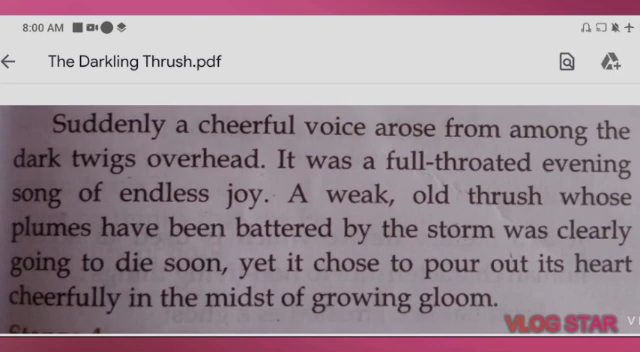 8:00 AM
The Darkling Thrush.pdf
Suddenly a cheerful voice arose from among the
dark twigs overhead. It was a full-throated evening
song of endless joy. A weak, old thrush whose
plumes have been battered by the storm was clearly
going to die soon, yet it chose to pour out its heart
cheerfully in the midst of growing gloom.
VLOG STAR